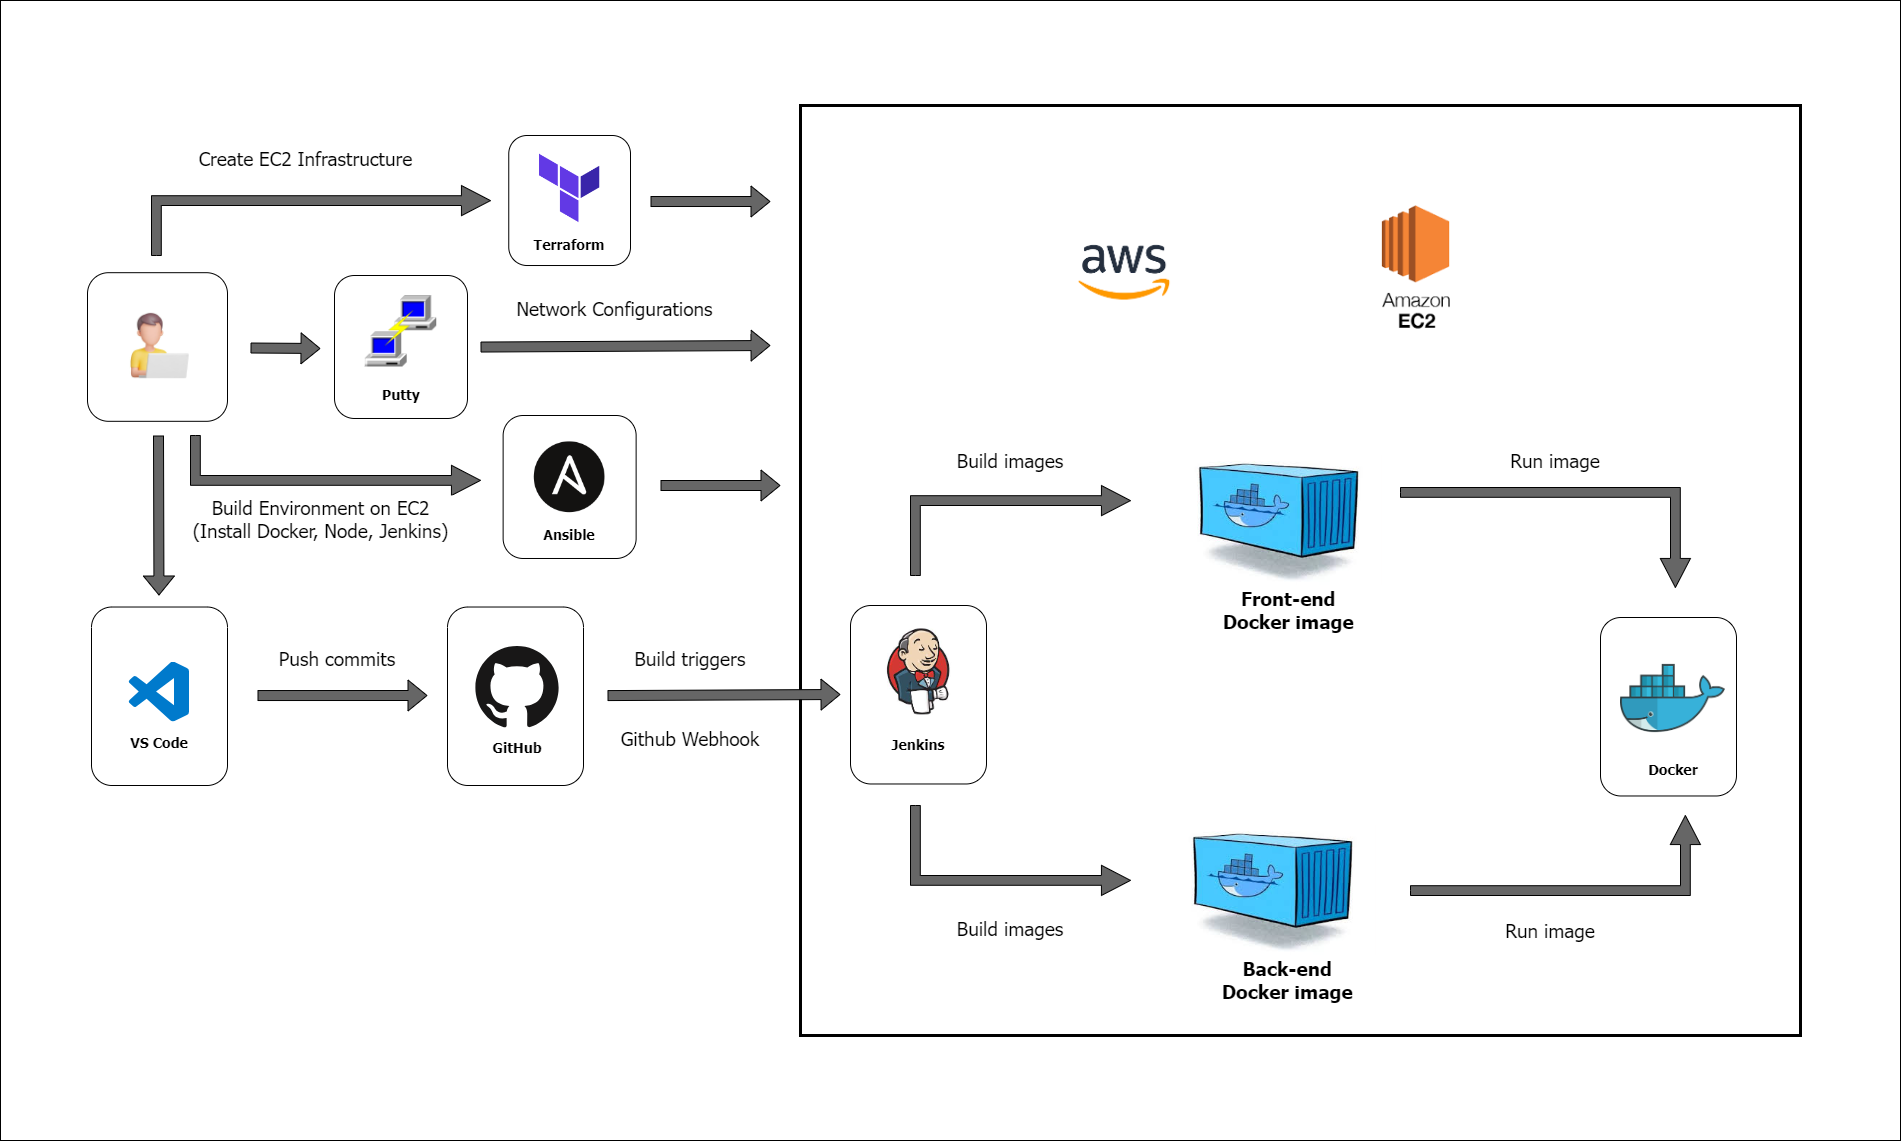 Create EC2 Infrastructure
Terraform
aws
Amazon
EC2
Network Configurations
Putty
Build Environment on EC2
(Install Docker, Node, Jenkins)
Ansible
Build images
Run image
Front-end
Docker image
Push commits
Build triggers
Github Webhook
VS Code
GitHub
Jenkins
Docker
Build images
Run image
Back-end
Docker image